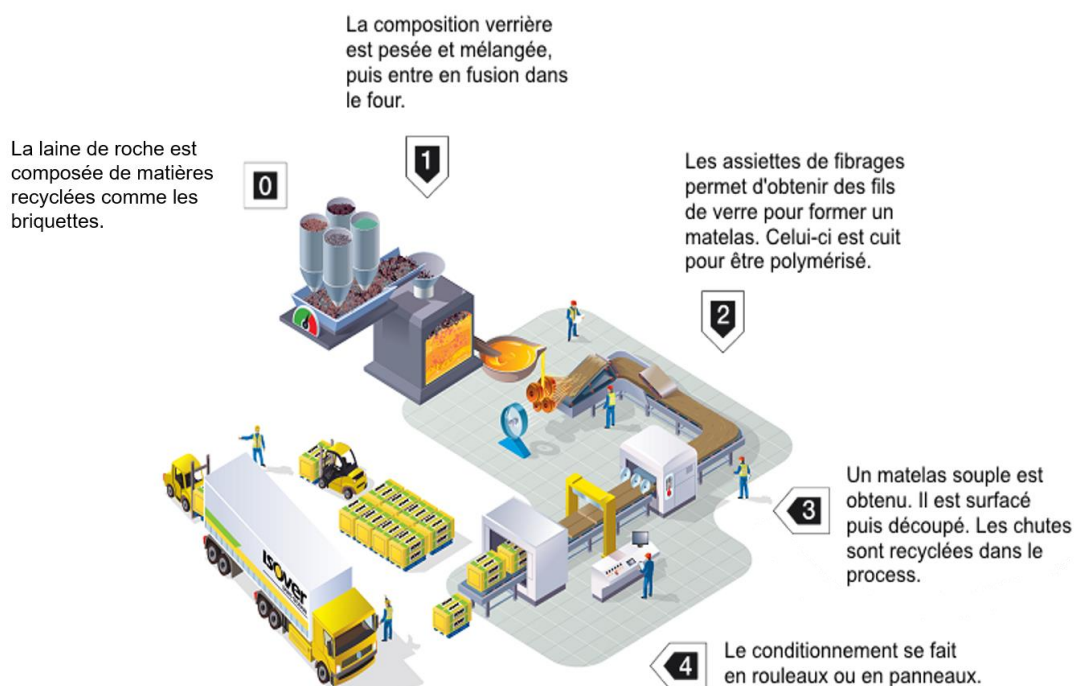 La composition verrière
est pesée et mélangée,
puis entre en fusion dans
le four.
La laine de roche est
composée de matières
recyclées comme les
briquettes.
0
1
Les assiettes de fibrages
permet d'obtenir des fils
de verre pour former un
matelas. Celui-ci est cuit
pour être polymérisé.
2
Un matelas souple est
obtenu. Il est surfacé
puis découpé. Les chutes
sont recyclées dans le
process.
3
isover
4
Le conditionnement se fait
en rouleaux ou en panneaux.